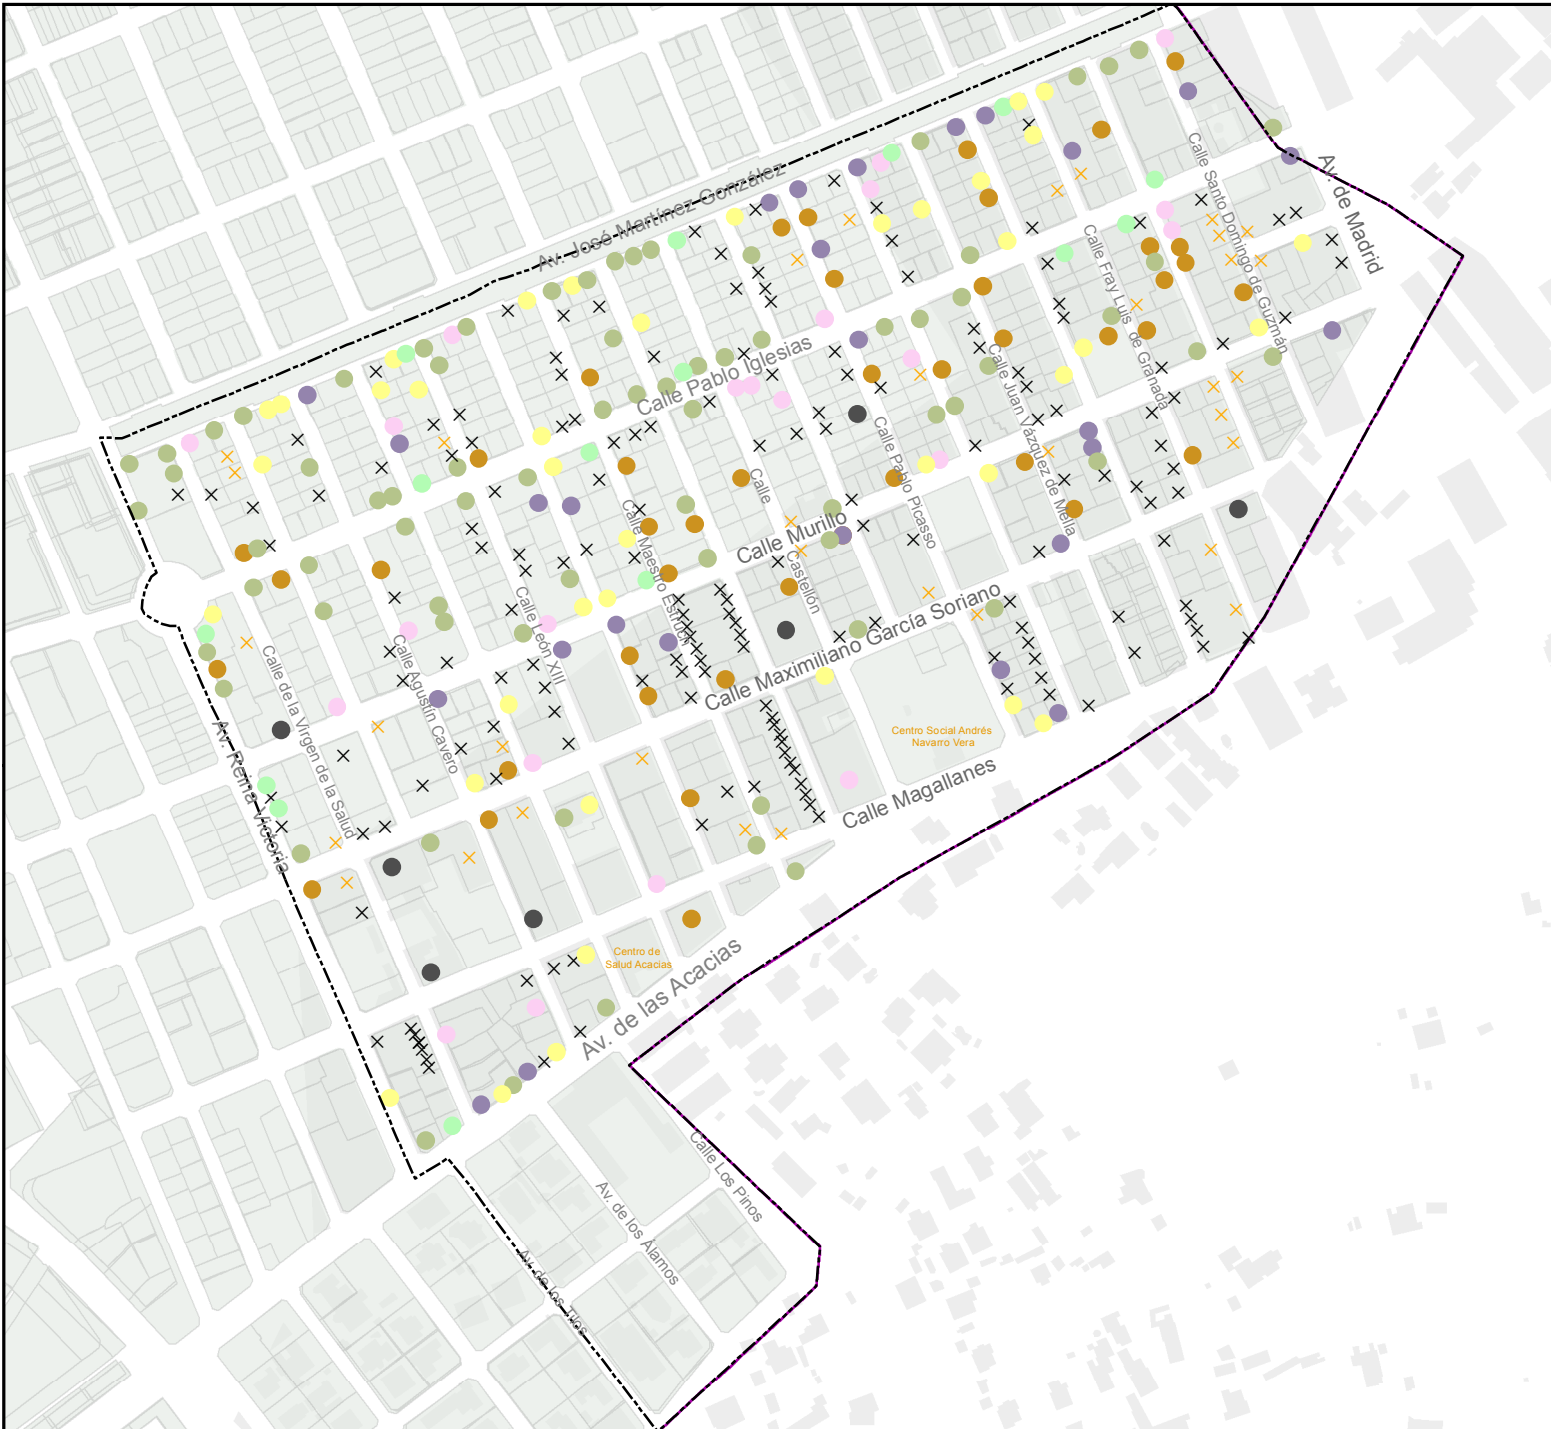 Av. José Martínez González
Calle Santo Domingo de Guzmán
Av. de Madrid
Calle Fray Luis de Granada
Calle Pablo Iglesias
Calle Juan Vázquez de Mella
Calle Pablo Picasso
Calle Castellón
Calle Murillo
Calle Maestro Estruch
Calle León XIII
Calle Maximiliano García Soriano
Calle Agustín Cavero
Calle de la Virgen de la Salud
Av. Reina Victoria
Centro Social Andrés
Navarro Vera
Calle Magallanes
Centro de
Salud Acacias
Av. de las Acacias
Calle Los Pinos
Av. de los Álamos
Av. de los Tilos